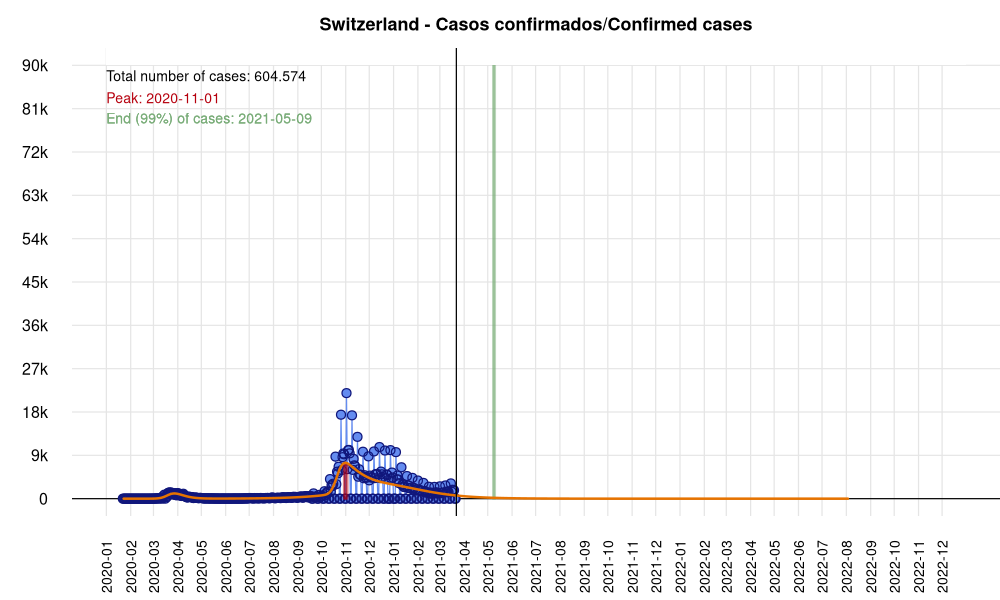 Switzerland - Casos confirmados/Confirmed cases
Total number of cases: 604.574
Peak: 2020-11-01
End (99%) of cases: 2021-05-09
90k
81k
72k
63k
54k
45k
36k
27k
18k
9k
0
2020-01
2020-02
2020-03
2020-04
2020-05
2020-06
2020-07
2020-08
2020-09
2020-10
2020-11
2020-12
2021-01
2021-02
2021-03
2021-04
2021-05
2021-06
2021-07
2021-08
2021-09
2021-10
2021-11
2021-12
2022-01
2022-02
2022-03
2022-04
2022-05
2022-06
2022-07
2022-08
2022-09
2022-10
2022-11
2022-12